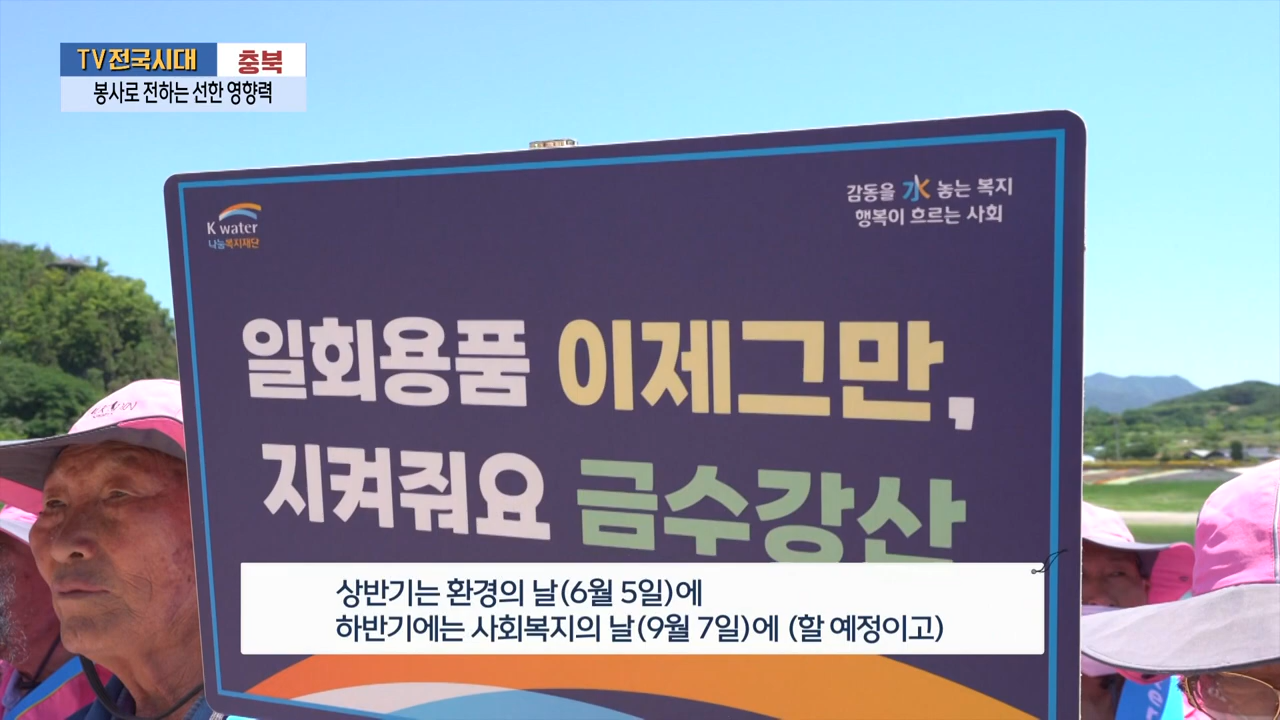 TV전국시대 충북
봉사로 전하는 선한 영향력
K water
나눔복지재단
감동을 水 놓는 복지
행복이 흐르는 사회
일회용품 이제그만,
지켜줘요 금수강산
상반기는 환경의 날(6월 5일)에
하반기에는 사회복지의 날(9월 7일)에 (할 예정이고)